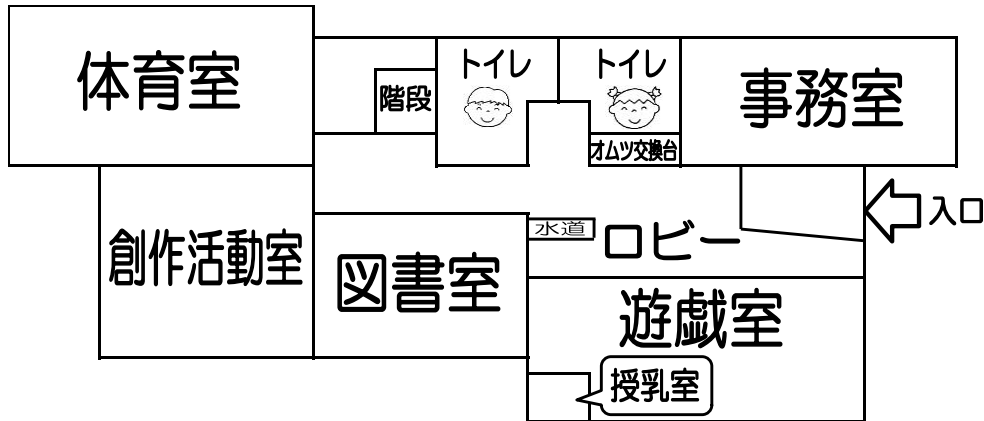 体育室
階段
トイレ
トイレ
オムツ交換台
事務室
入口
創作活動室
図書室
水道
ロビー
遊戯室
授乳室